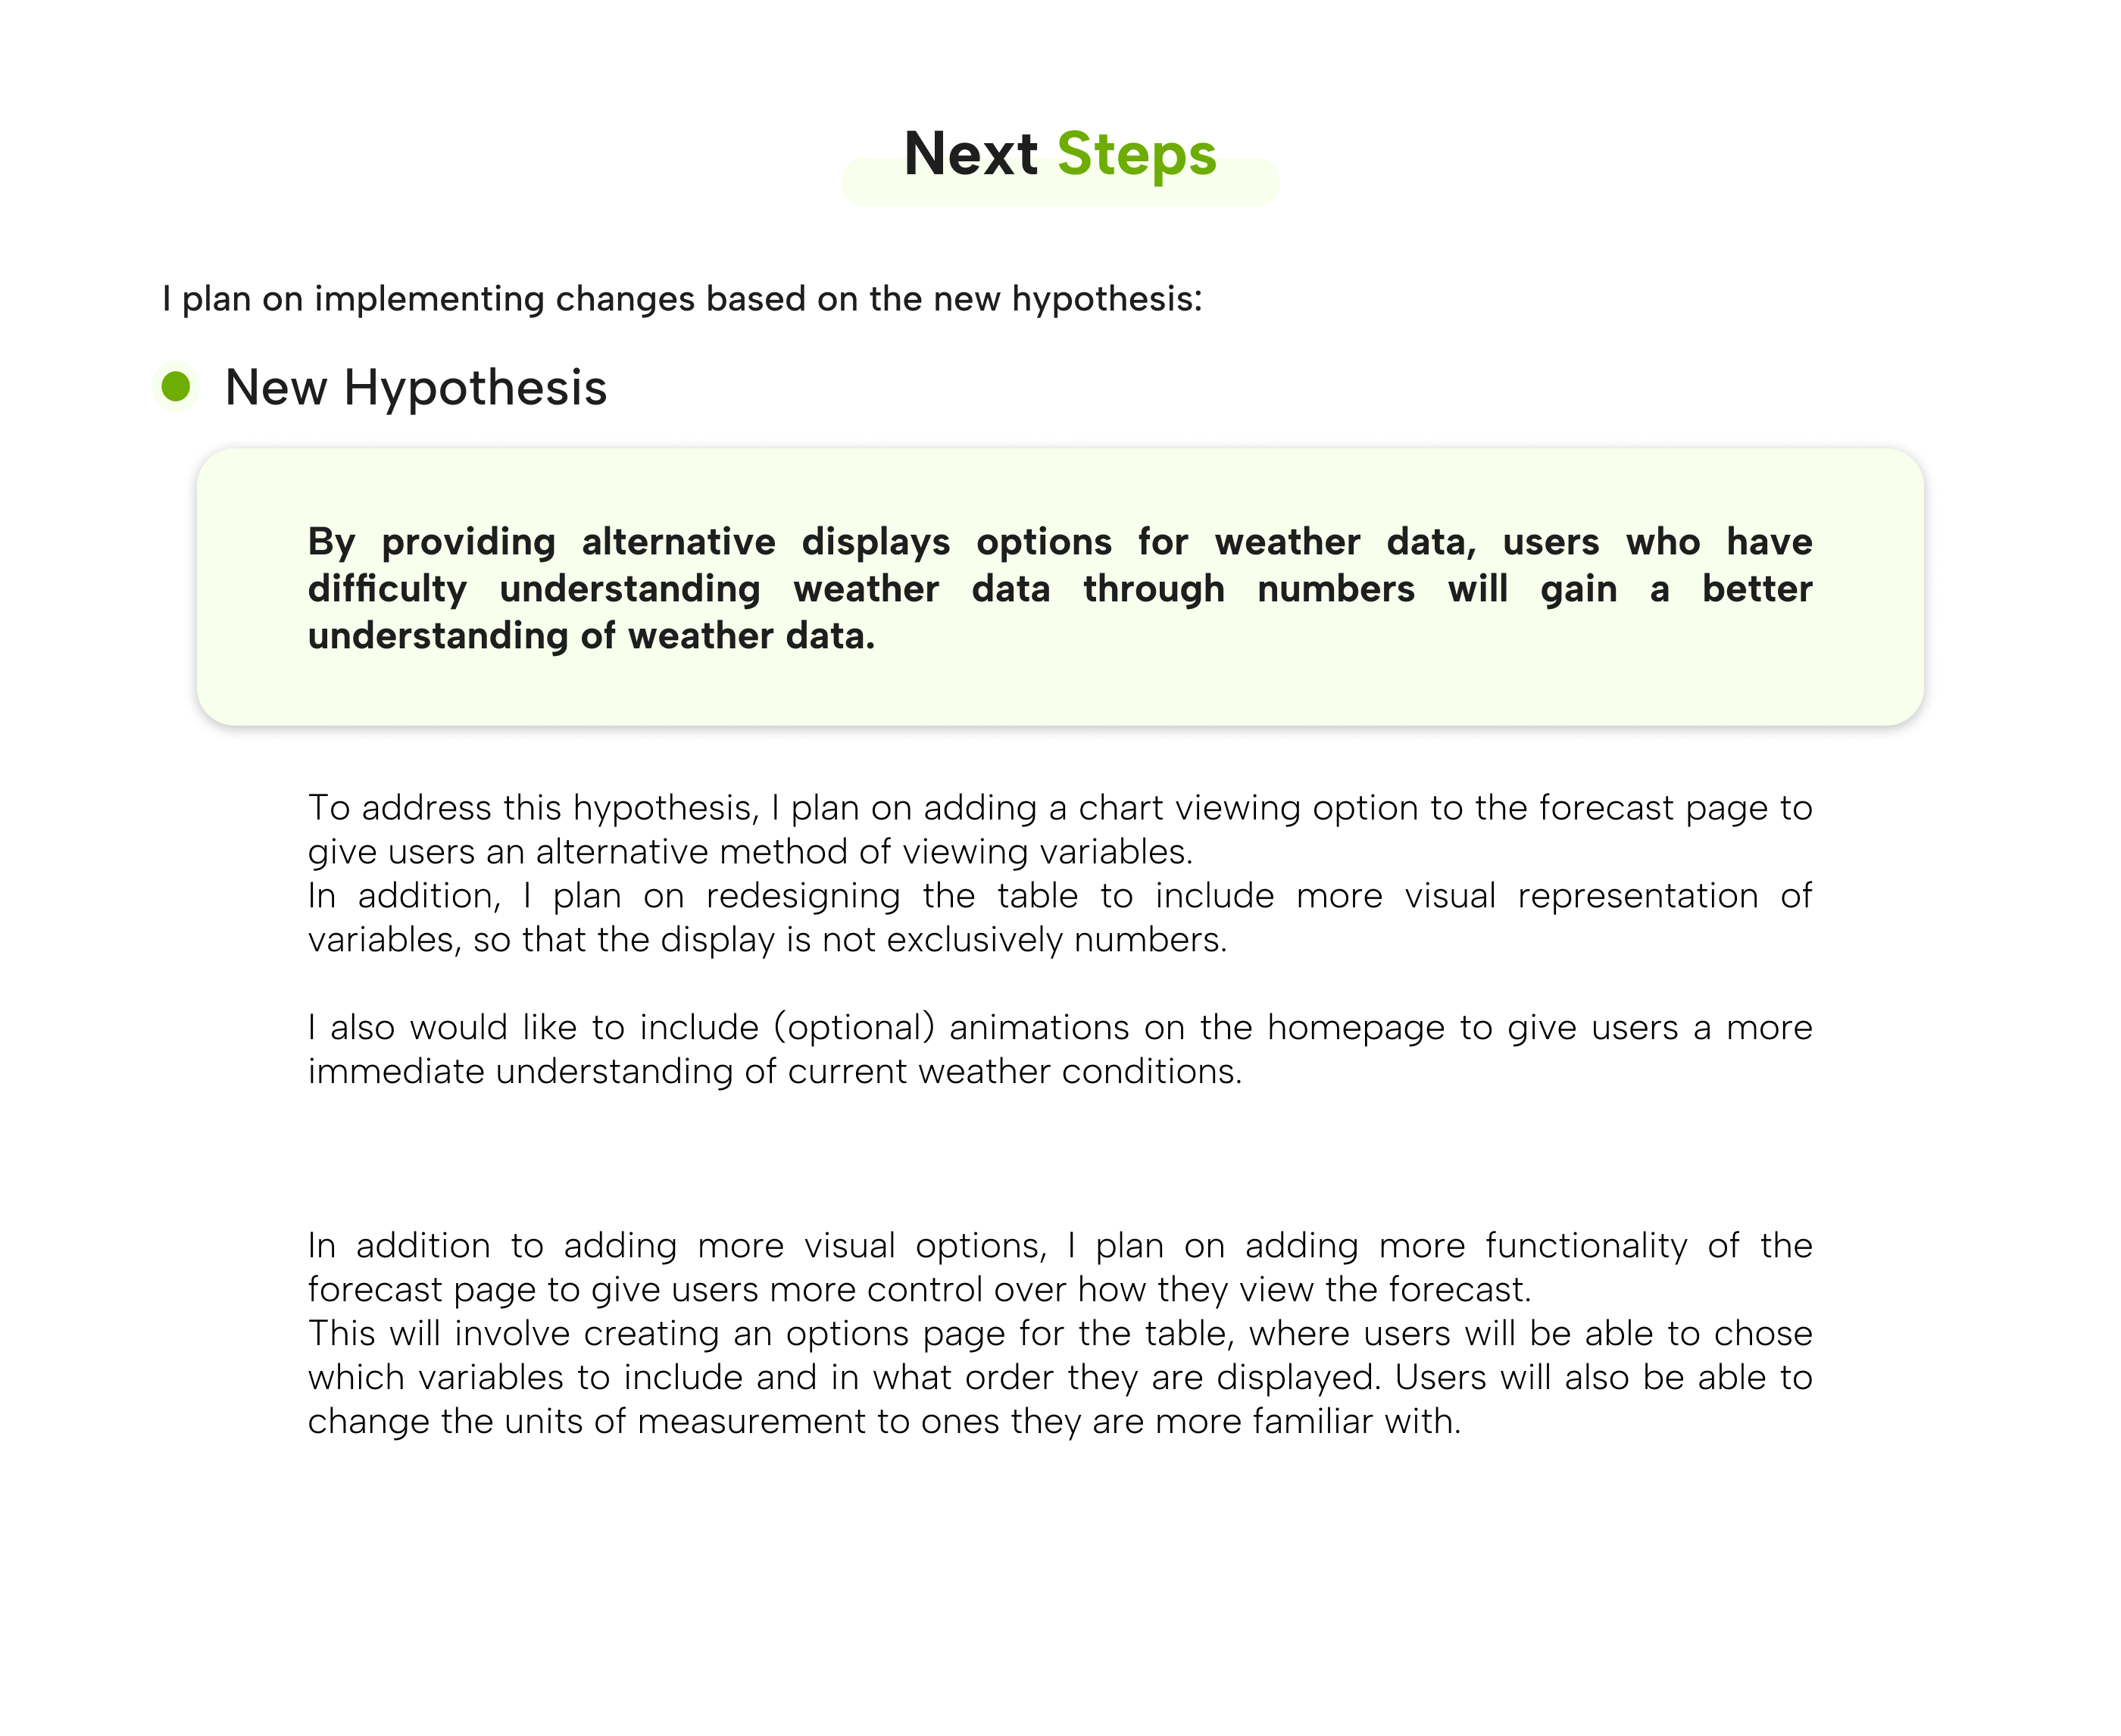 Next Steps
I plan on implementing changes based on the new hypothesis:
New Hypothesis
By providing alternative displays options for weather data, users who have
difficulty understanding weather data through numbers will gain a better
understanding of weather data.
To address this hypothesis, I plan on adding a chart viewing option to the forecast page to
give users an alternative method of viewing variables.
In addition, I plan on redesigning the table to include more visual representation of
variables, so that the display is not exclusively numbers.
I also would like to include (optional) animations on the homepage to give users a more
immediate understanding of current weather conditions.
In addition to adding more visual options, I plan on adding more functionality of the
forecast page to give users more control over how they view the forecast.
This will involve creating an options page for the table, where users will be able to chose
which variables to include and in what order they are displayed. Users will also be able to
change the units of measurement to ones they are more familiar with.